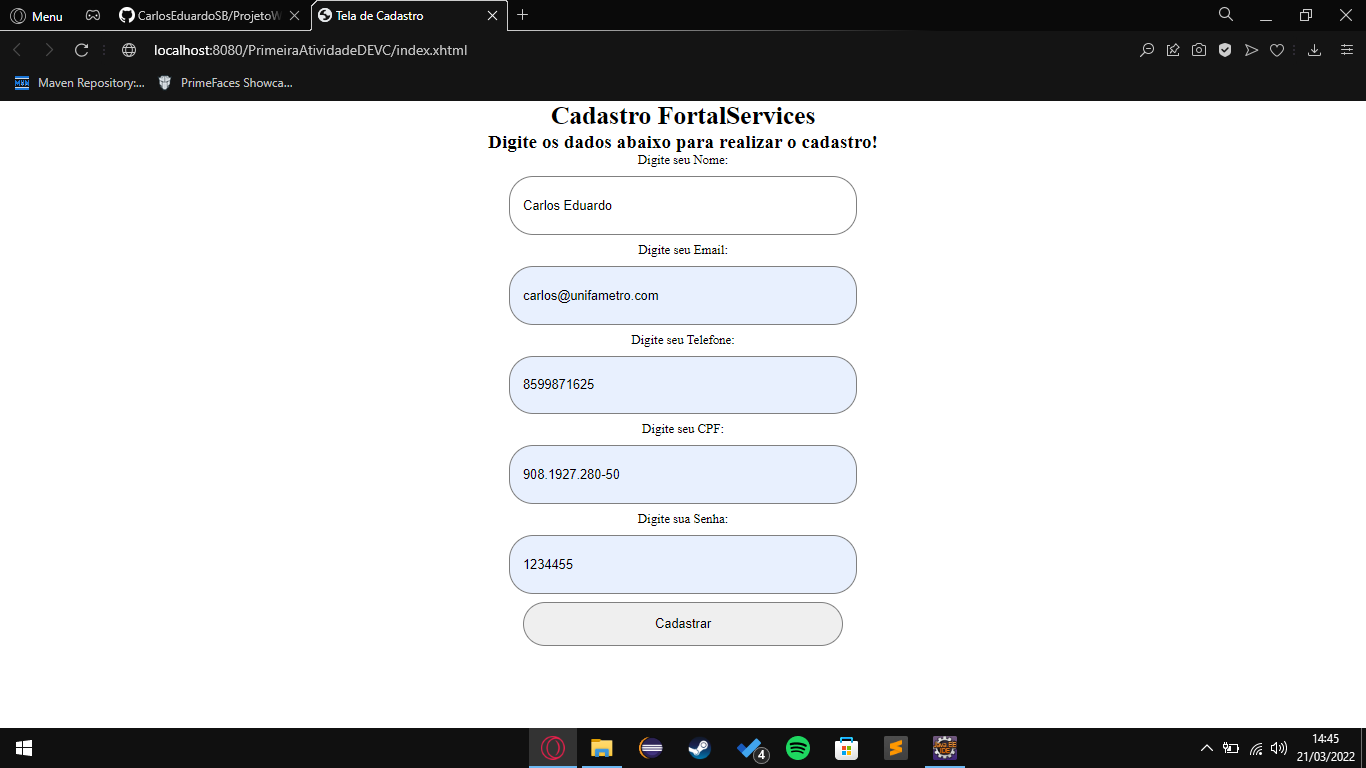 Menu
CarlosEduardoSB/ProjetoW
Tela de Cadastro
localhost:8080/PrimeiraAtividadeDEVC/index.xhtml
Maven Repository:...
PrimeFaces Showca...
Cadastro FortalServices
Digite os dados abaixo para realizar o cadastro!
Digite seu Nome:
Carlos Eduardo
Digite seu Email:
carlos@unifametro.com
Digite seu Telefone:
8599871625
Digite seu CPF:
908.1927.280-50
Digite sua Senha:
1234455
Cadastrar
4
14:45
21/03/2022